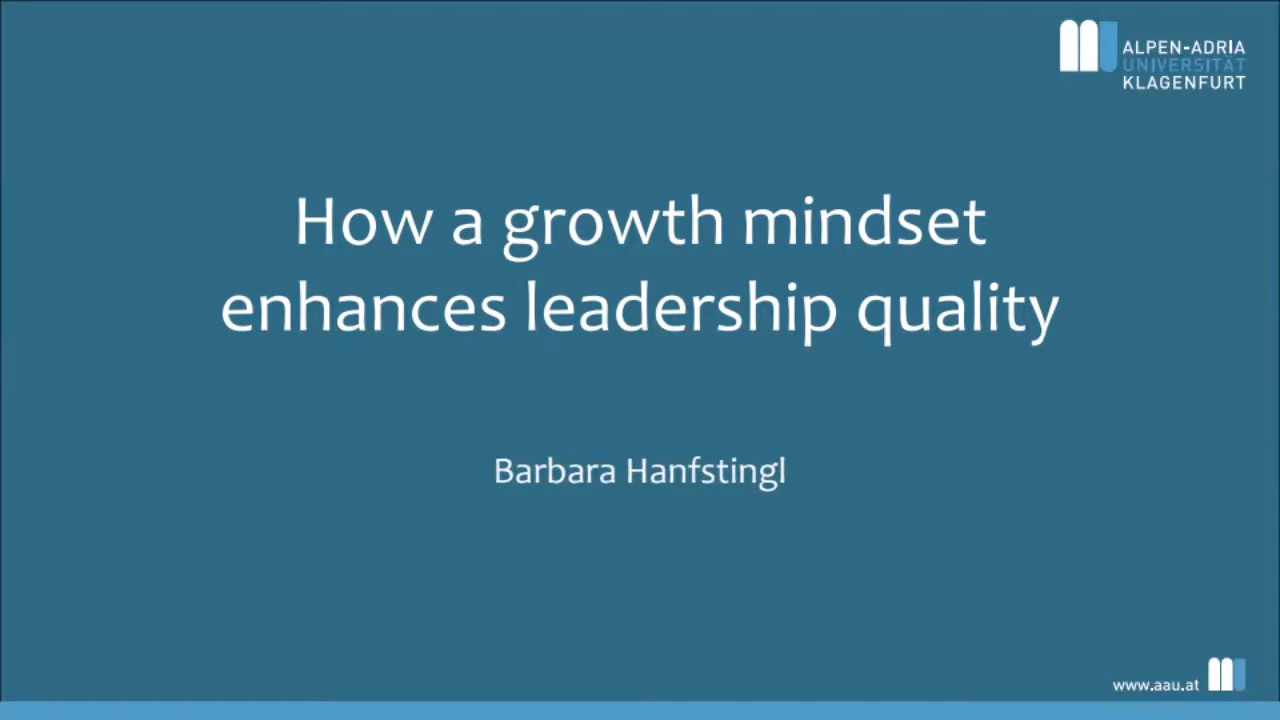 ALPEN-ADRIA
UNIVERSITÄT
KLAGENFURT
How a growth mindset
enhances leadership quality
Barbara Hanfstingl
www.aau.at